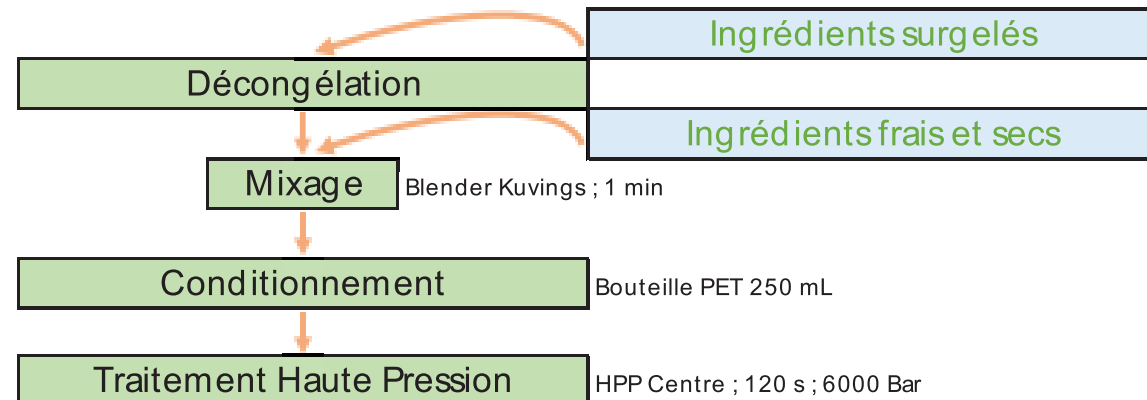 Ingrédients surgelés
Décongélation
Ingrédients frais et secs
Mixage
Blender Kuvings ; 1 min
Conditionnement
Bouteille PET 250 mL
Traitement Haute Pression
HPP Centre ; 120 s ; 6000 Bar